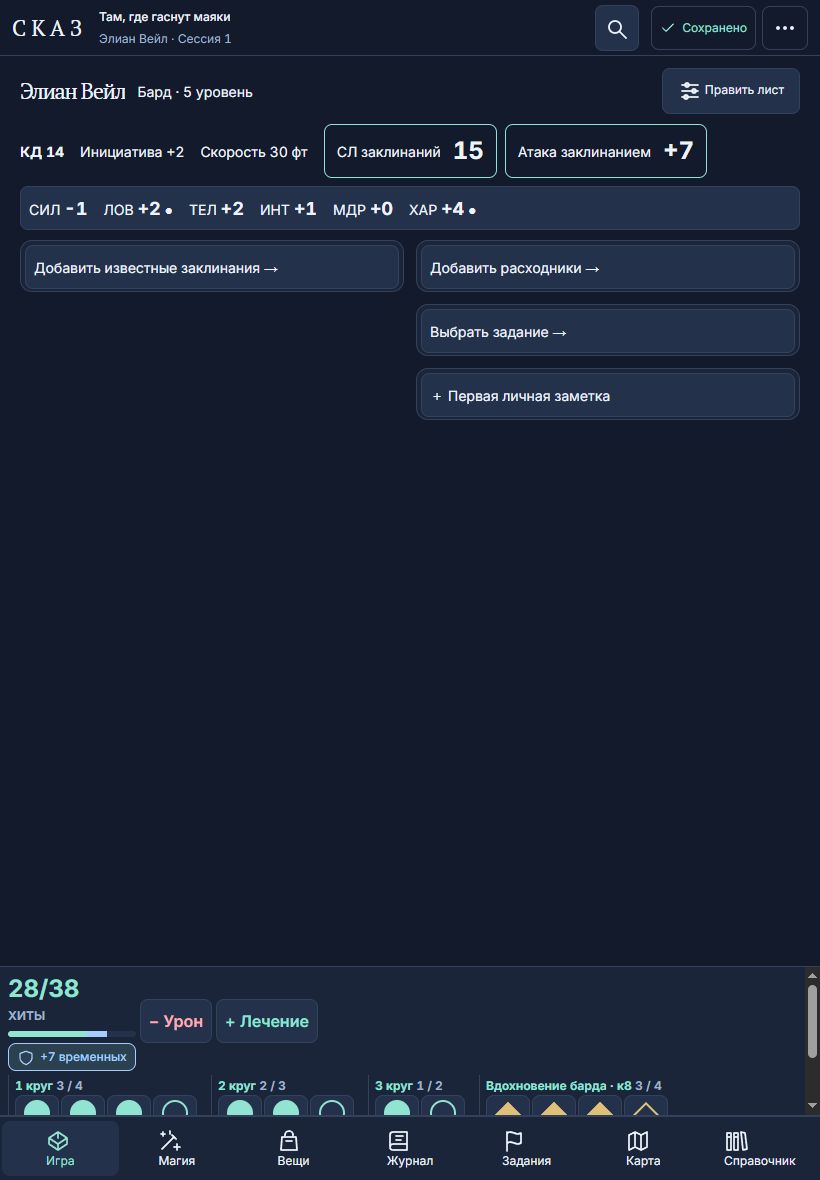 СКАЗ
Там, где гаснут маяки
Элиан Вейл · Сессия 1
Сохранено
Элиан Вейл Бард · 5 уровень
Править лист
КД 14 Инициатива +2 Скорость 30 фт СЛ заклинаний 15 Атака заклинанием +7
СИЛ -1 ЛОВ +2 ТЕЛ +2 ИНТ +1 МДР +0 ХАР +4
Добавить известные заклинания →
Добавить расходники →
Выбрать задание →
+ Первая личная заметка
28/38
ХИТЫ
− Урон + Лечение
+7 временных
1 круг 3 / 4 2 круг 2 / 3 3 круг 1 / 2 Вдохновение барда · к8 3 / 4
Игра Магия Вещи Журнал Задания Карта Справочник